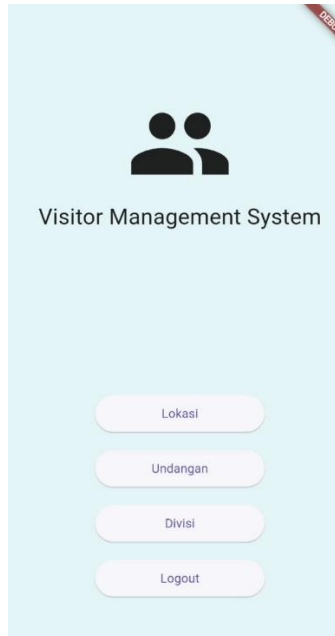 Visitor Management System
Lokasi
Undangan
Divisi
Logout